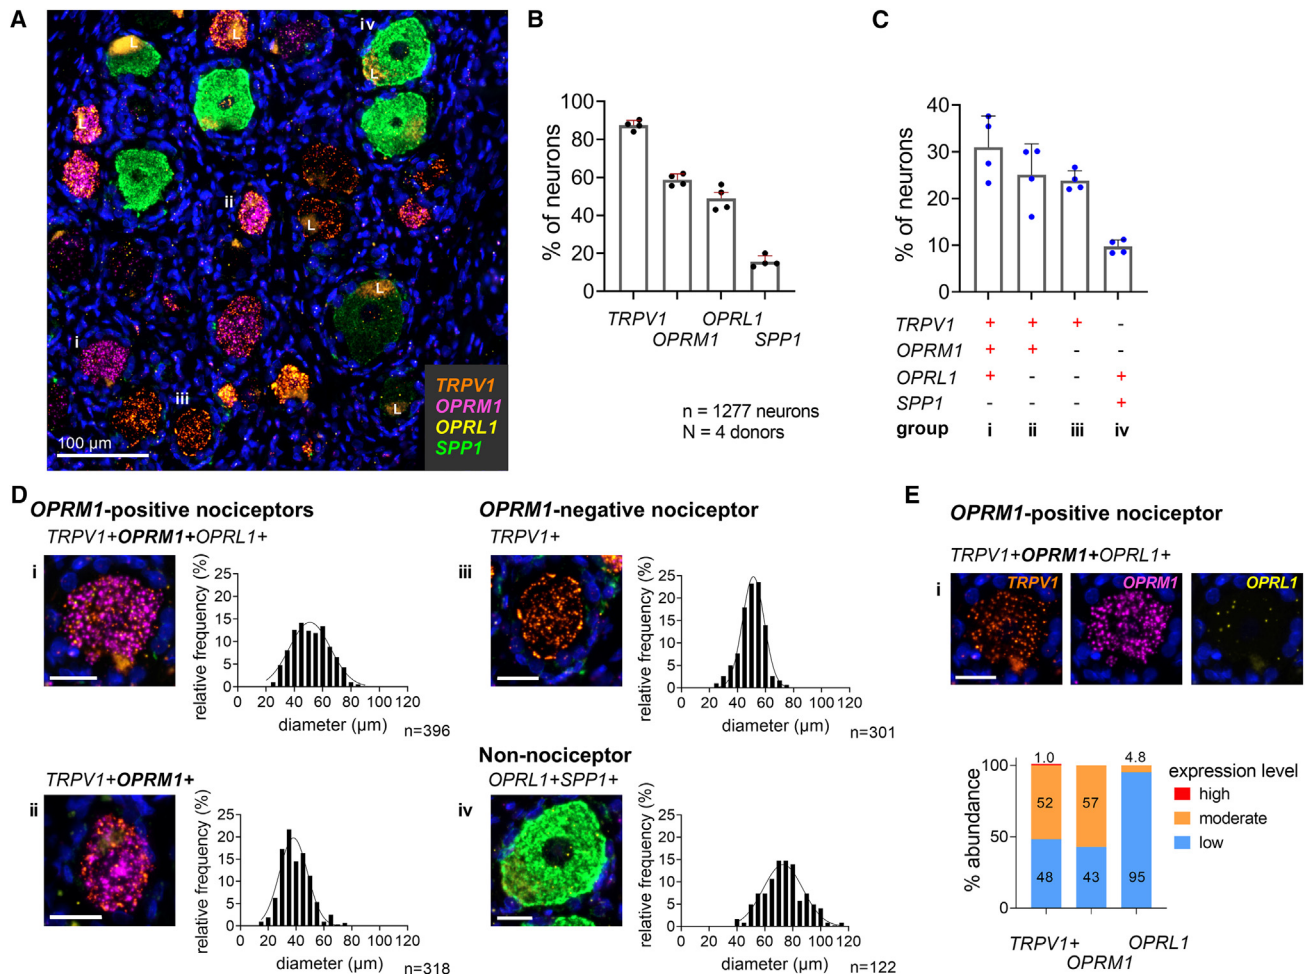 A
iv
L
L
L
L
ii
L
L
i
iii
L
100 µm
TRPV1
OPRM1
OPRL1
SPP1
B
% of neurons
100
80
60
40
20
0
TRPV1
OPRL1
OPRM1
SPP1
n = 1277 neurons
N = 4 donors
C
% of neurons
40
30
20
10
0
TRPV1 + + + -
OPRM1 + + - -
OPRL1 + - - +
SPP1 - - - +
group i ii iii iv
D
OPRM1-positive nociceptors
TRPV1+OPRM1+OPRL1+
i
relative frequency (%)
25
20
15
10
5
0
0 20 40 60 80 100 120
diameter (µm)
n=396
TRPV1+OPRM1+
ii
relative frequency (%)
25
20
15
10
5
0
0 20 40 60 80 100 120
diameter (µm)
n=318
OPRM1-negative nociceptor
TRPV1+
iii
relative frequency (%)
25
20
15
10
5
0
0 20 40 60 80 100 120
diameter (µm)
n=301
Non-nociceptor
OPRL1+SPP1+
iv
relative frequency (%)
25
20
15
10
5
0
0 20 40 60 80 100 120
diameter (µm)
n=122
E
OPRM1-positive nociceptor
TRPV1+OPRM1+OPRL1+
i
TRPV1
OPRM1
OPRL1
% abundance
100
50
0
1.0
4.8
52
57
48
43
95
TRPV1+
OPRL1
OPRM1
expression level
high
moderate
low